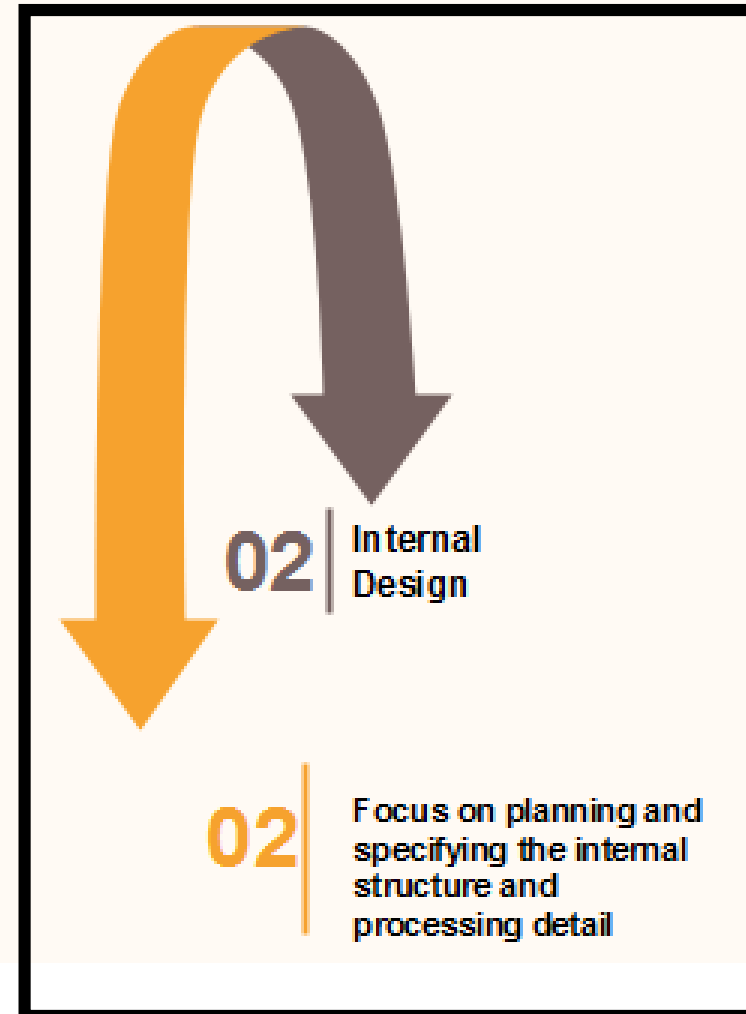 02
Internal
Design
02
Focus on planning and
specifying the internal
structure and
processing detail